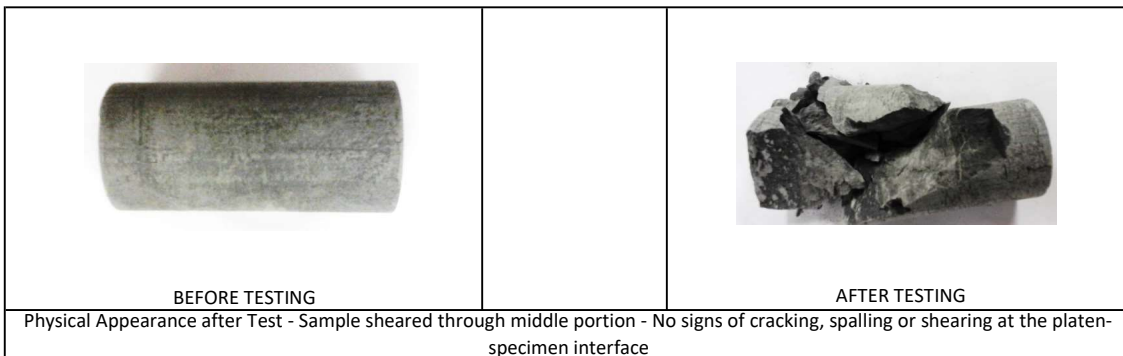 BEFORE TESTING
AFTER TESTING
Physical Appearance after Test - Sample sheared through middle portion - No signs of cracking, spalling or shearing at the platen-
specimen interface